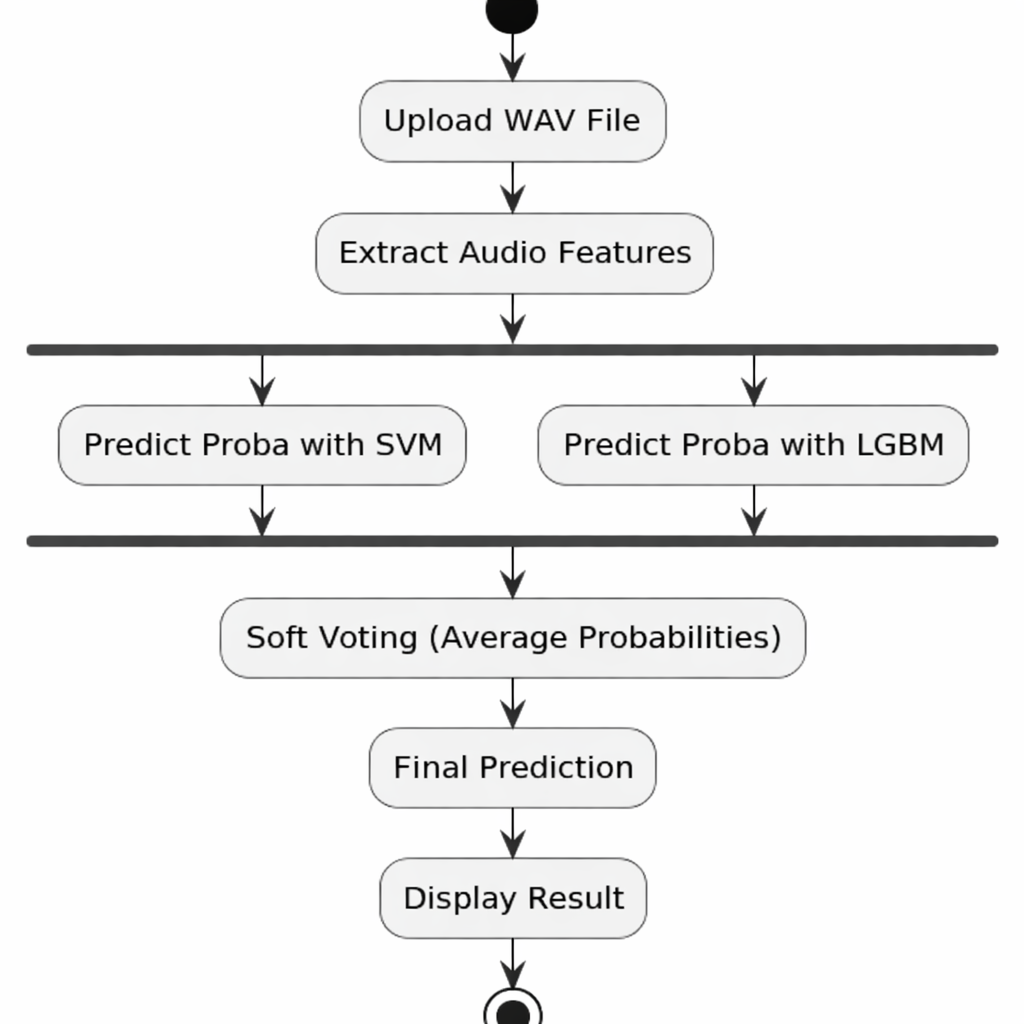 Upload WAV File
Extract Audio Features
Predict Proba with SVM
Predict Proba with LGBM
Soft Voting (Average Probabilities)
Final Prediction
Display Result